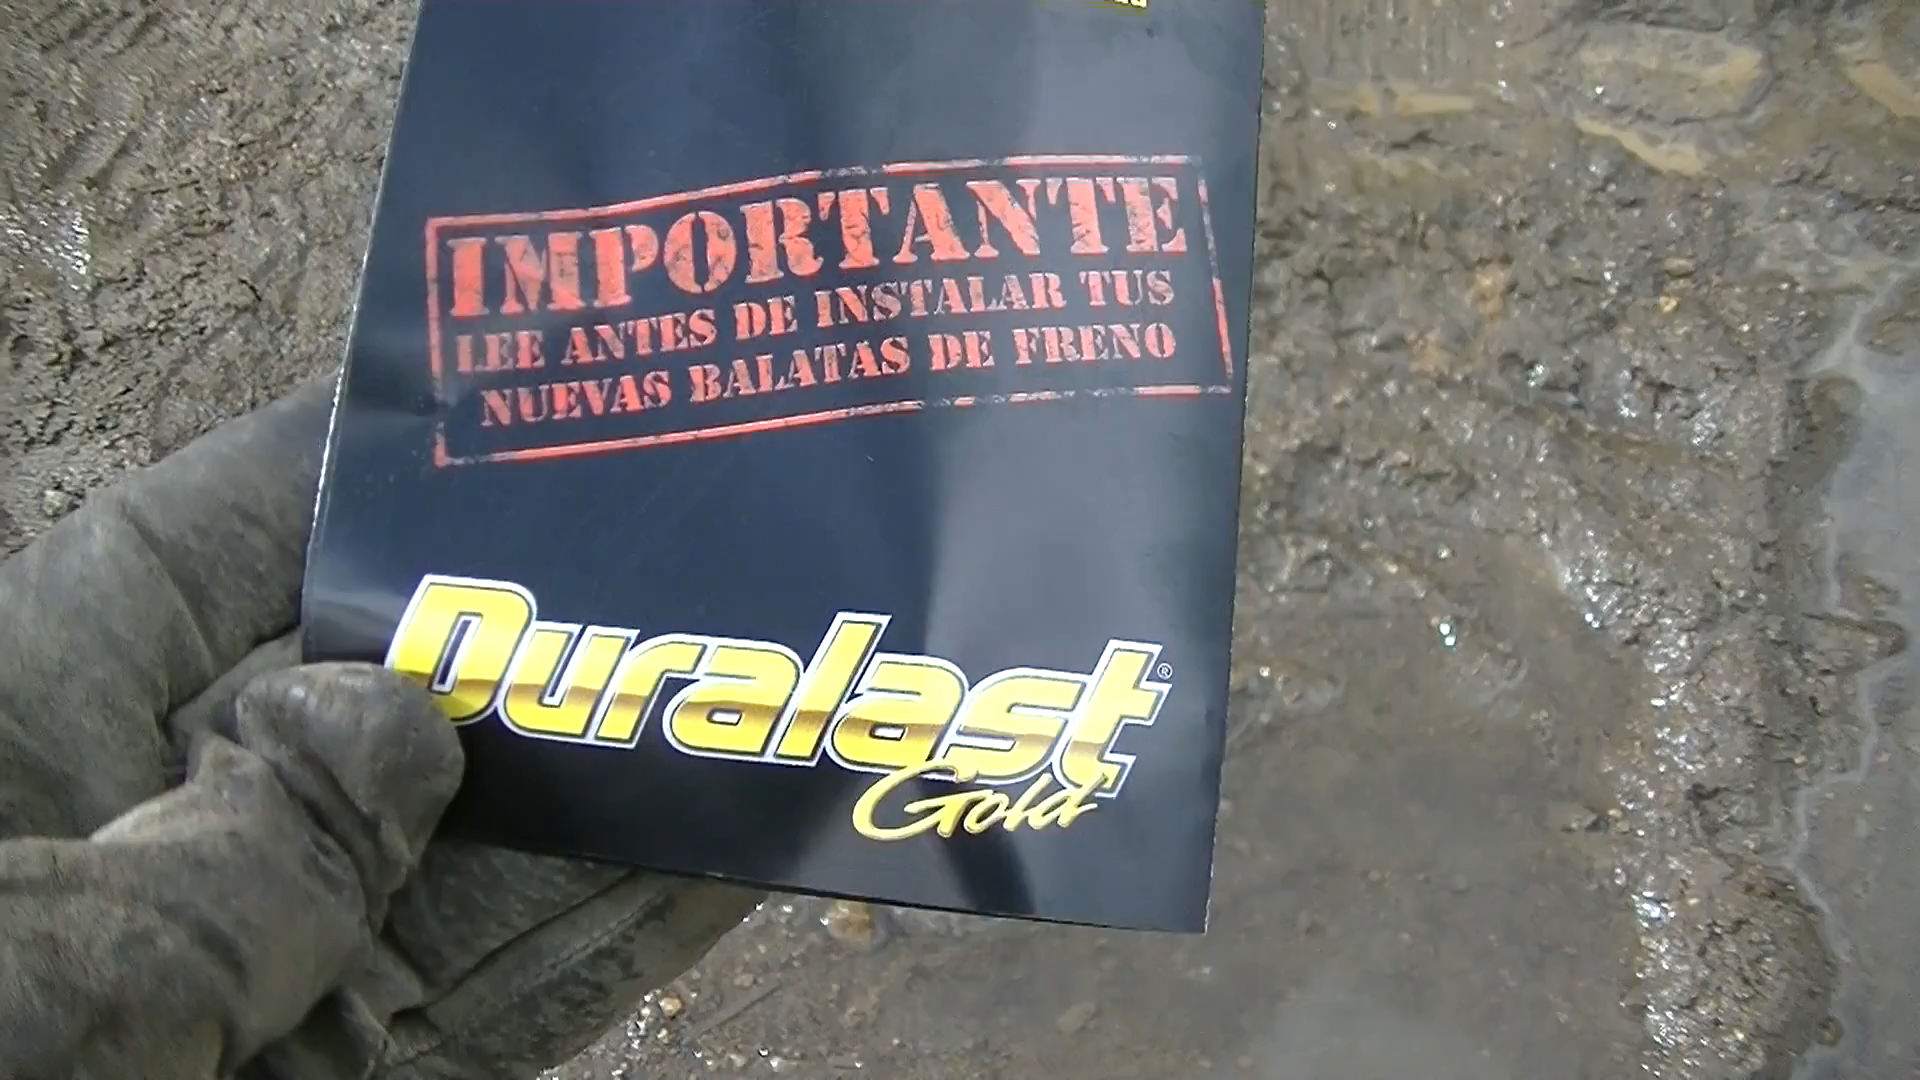 IMPORTANTE
LEE ANTES DE INSTALAR TUS
NUEVAS BALATAS DE FRENO
Duralast®
Gold